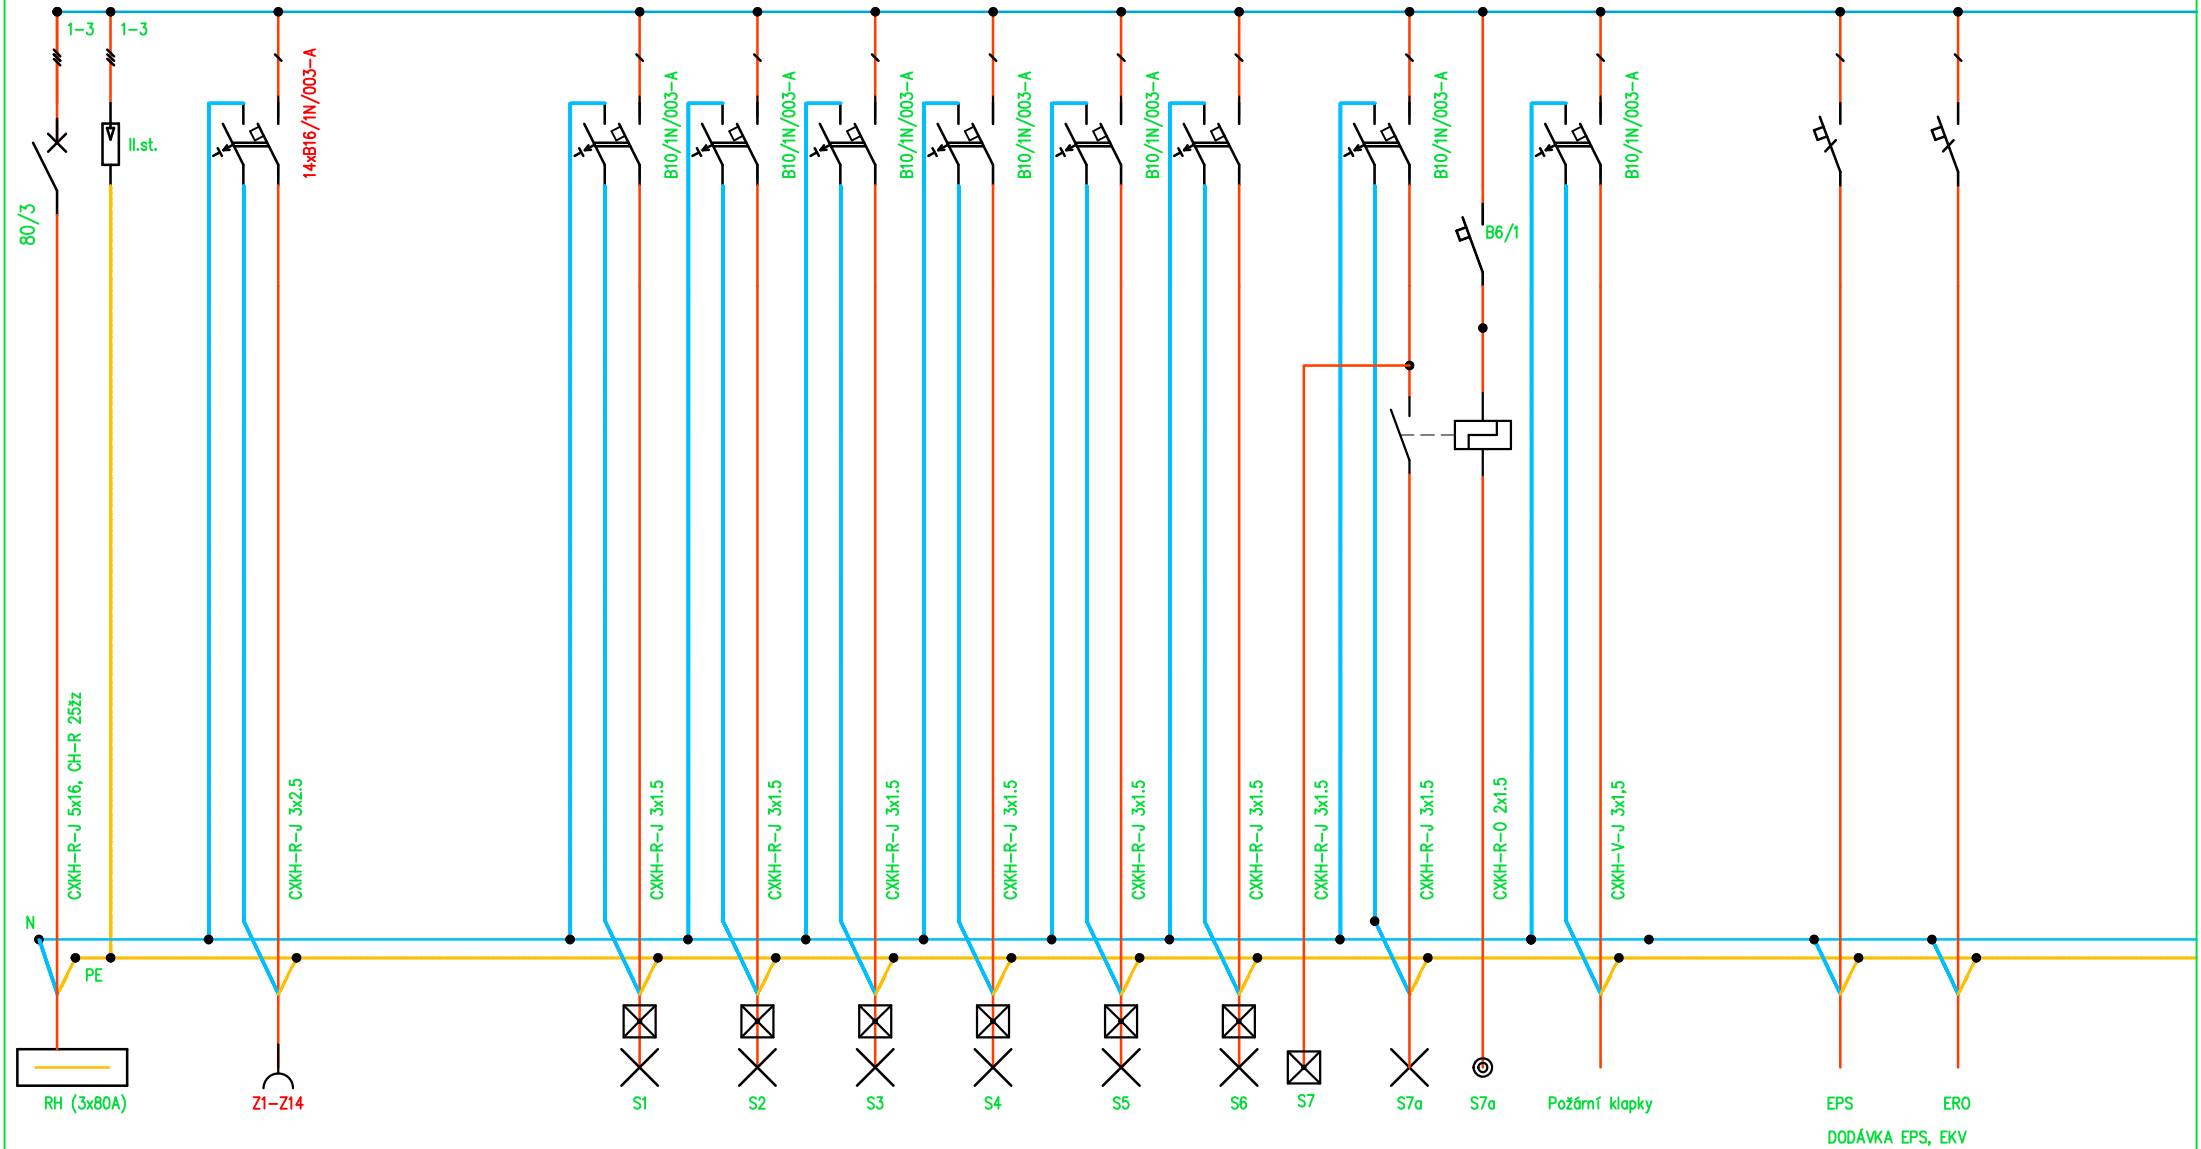 1-3
1-3
80/3
II.st.
14xB16/1N/003-A
B10/1N/003-A
B10/1N/003-A
B10/1N/003-A
B10/1N/003-A
B10/1N/003-A
B10/1N/003-A
B10/1N/003-A
B6/1
B10/1N/003-A
CXKH-R-J 5x16, CH-R 25žz
CXKH-R-J 3x2.5
CXKH-R-J 3x1.5
CXKH-R-J 3x1.5
CXKH-R-J 3x1.5
CXKH-R-J 3x1.5
CXKH-R-J 3x1.5
CXKH-R-J 3x1.5
CXKH-R-J 3x1.5
CXKH-R-J 3x1.5
CXKH-R-O 2x1.5
CXKH-V-J 3x1,5
N
PE
RH (3x80A)
Z1-Z14
S1
S2
S3
S4
S5
S6
S7
S7a
S7a
Požární klapky
EPS
ERO
DODÁVKA EPS, EKV